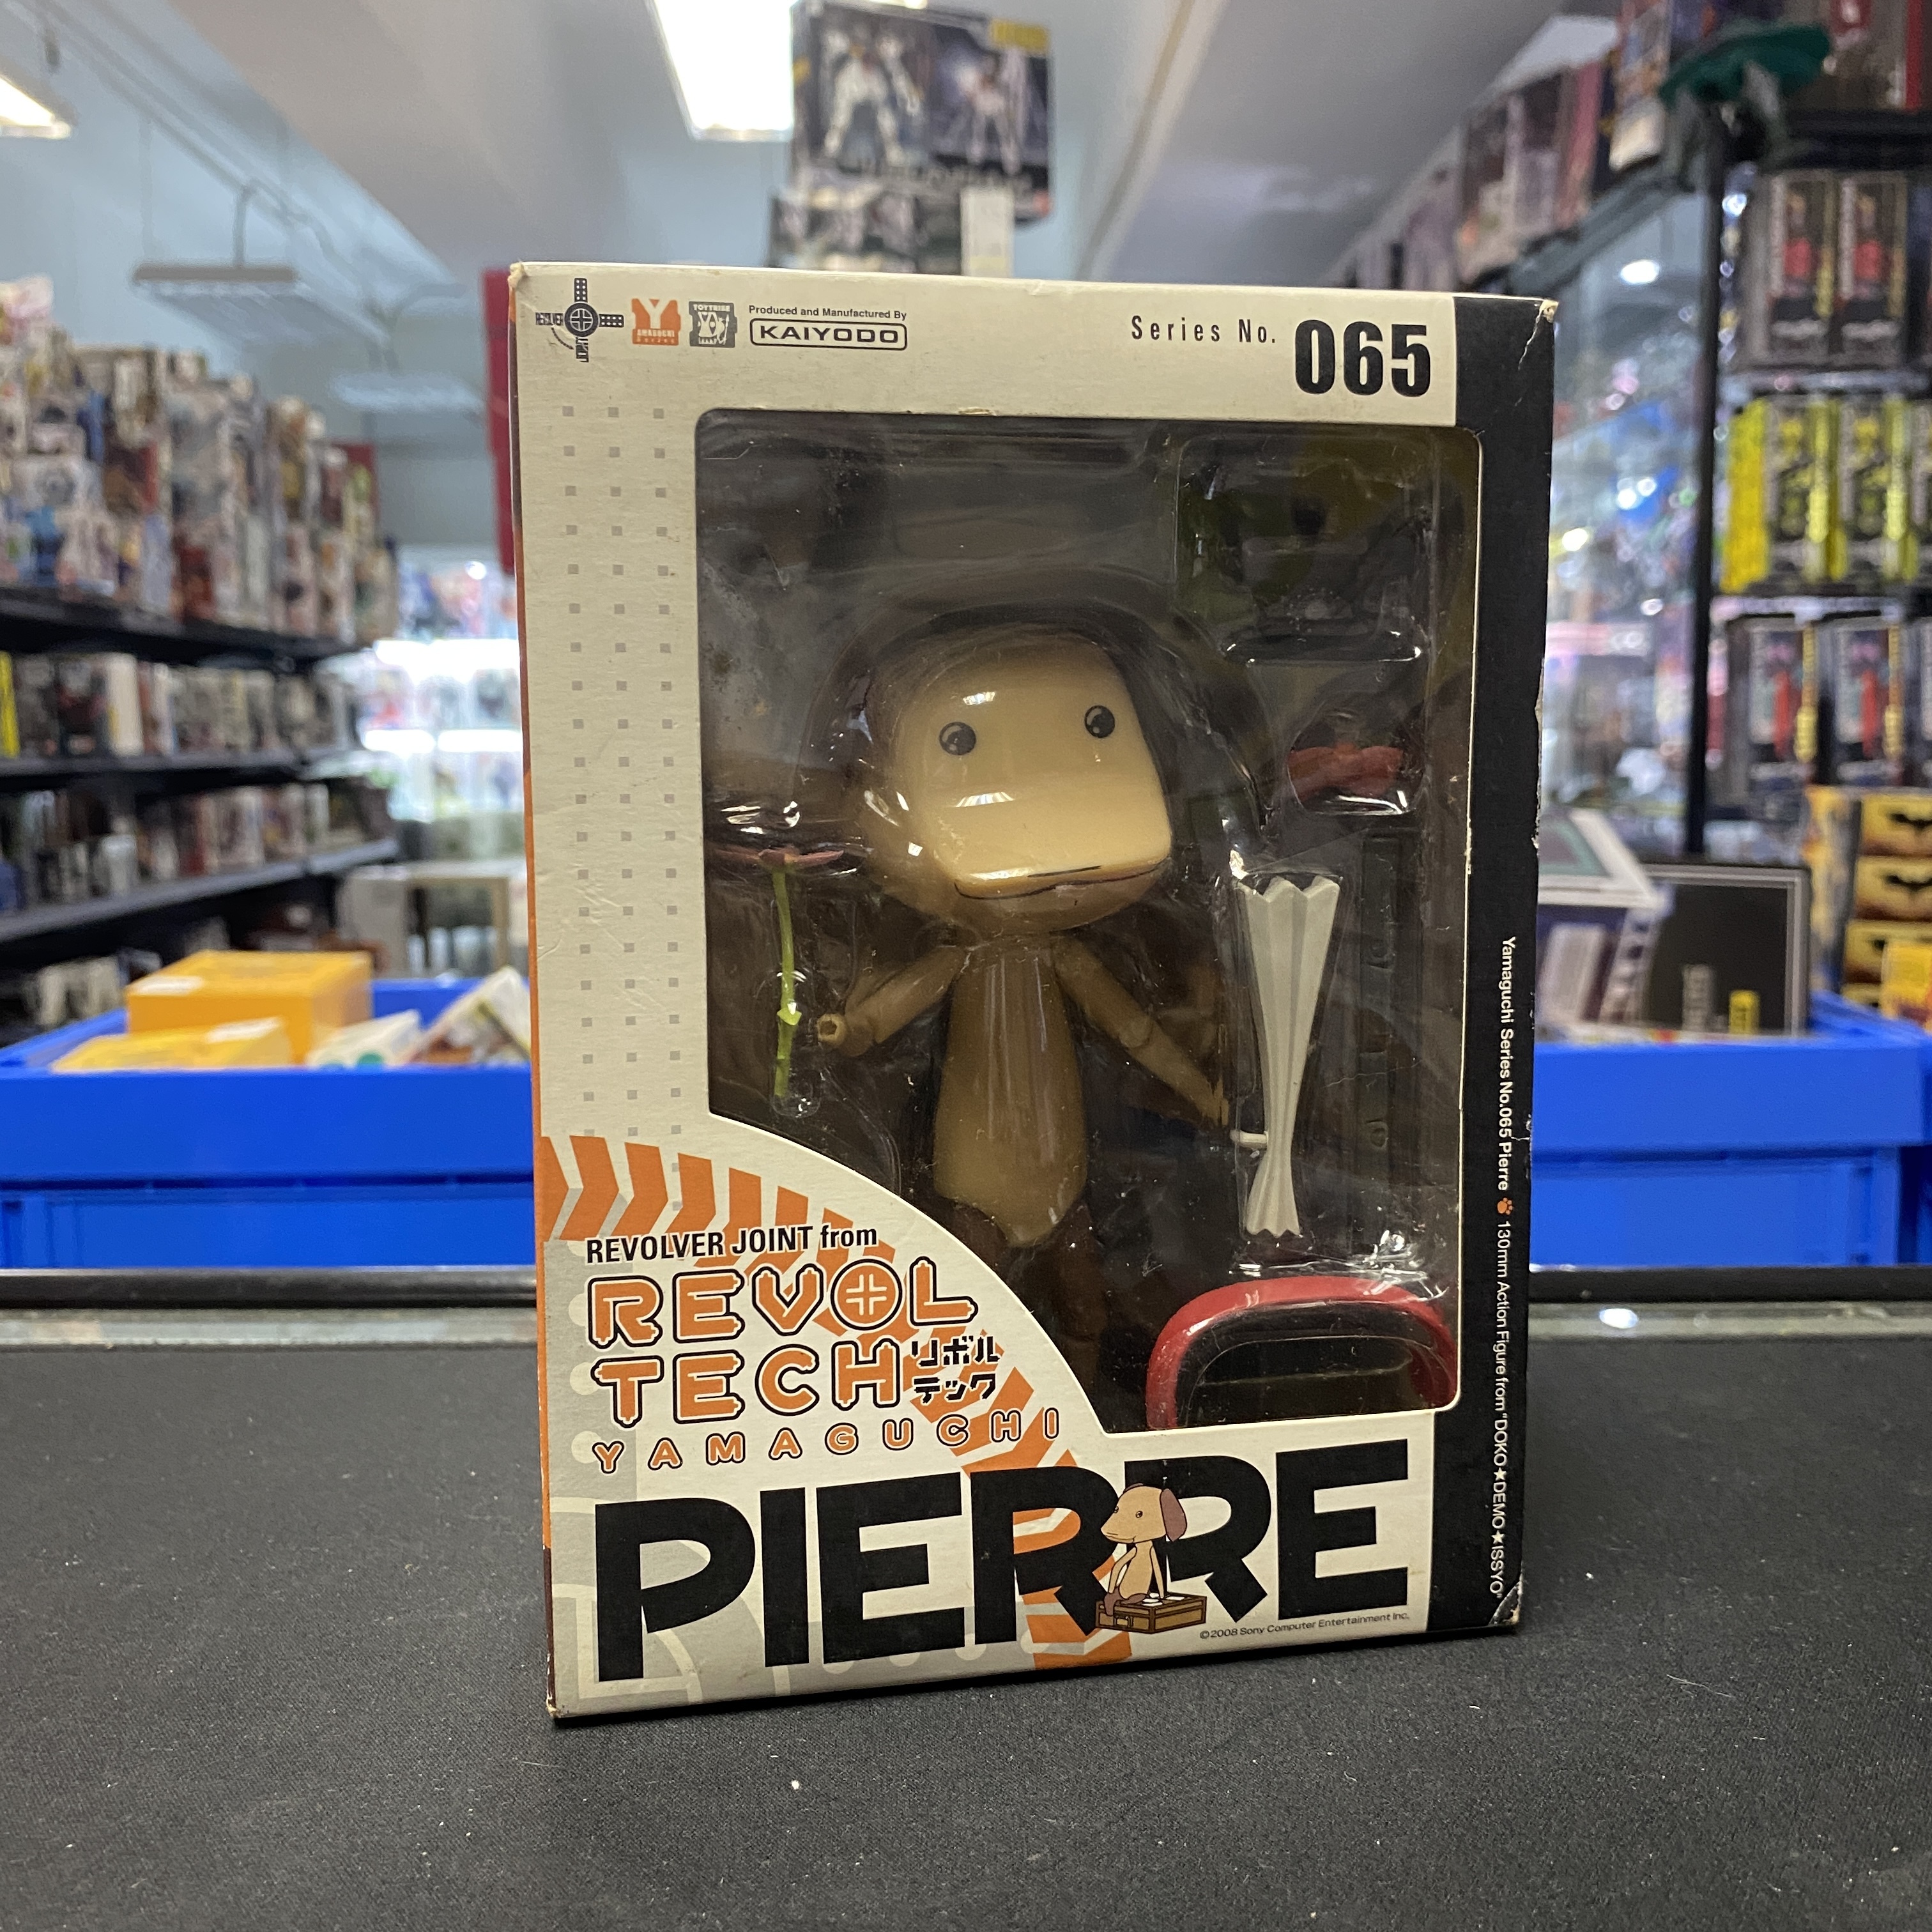 Produced and Manufactured By
KAIYODO
Series No. 065
REVOLVER JOINT from
REVOL
TECH リボル
テック
YAMAGUCHI
PIERRE
©2008 Sony Computer Entertainment Inc.
Yamaguchi Series No.065 Pierre 130mm Action Figure from "DOKO★DEMO★ISSYO"